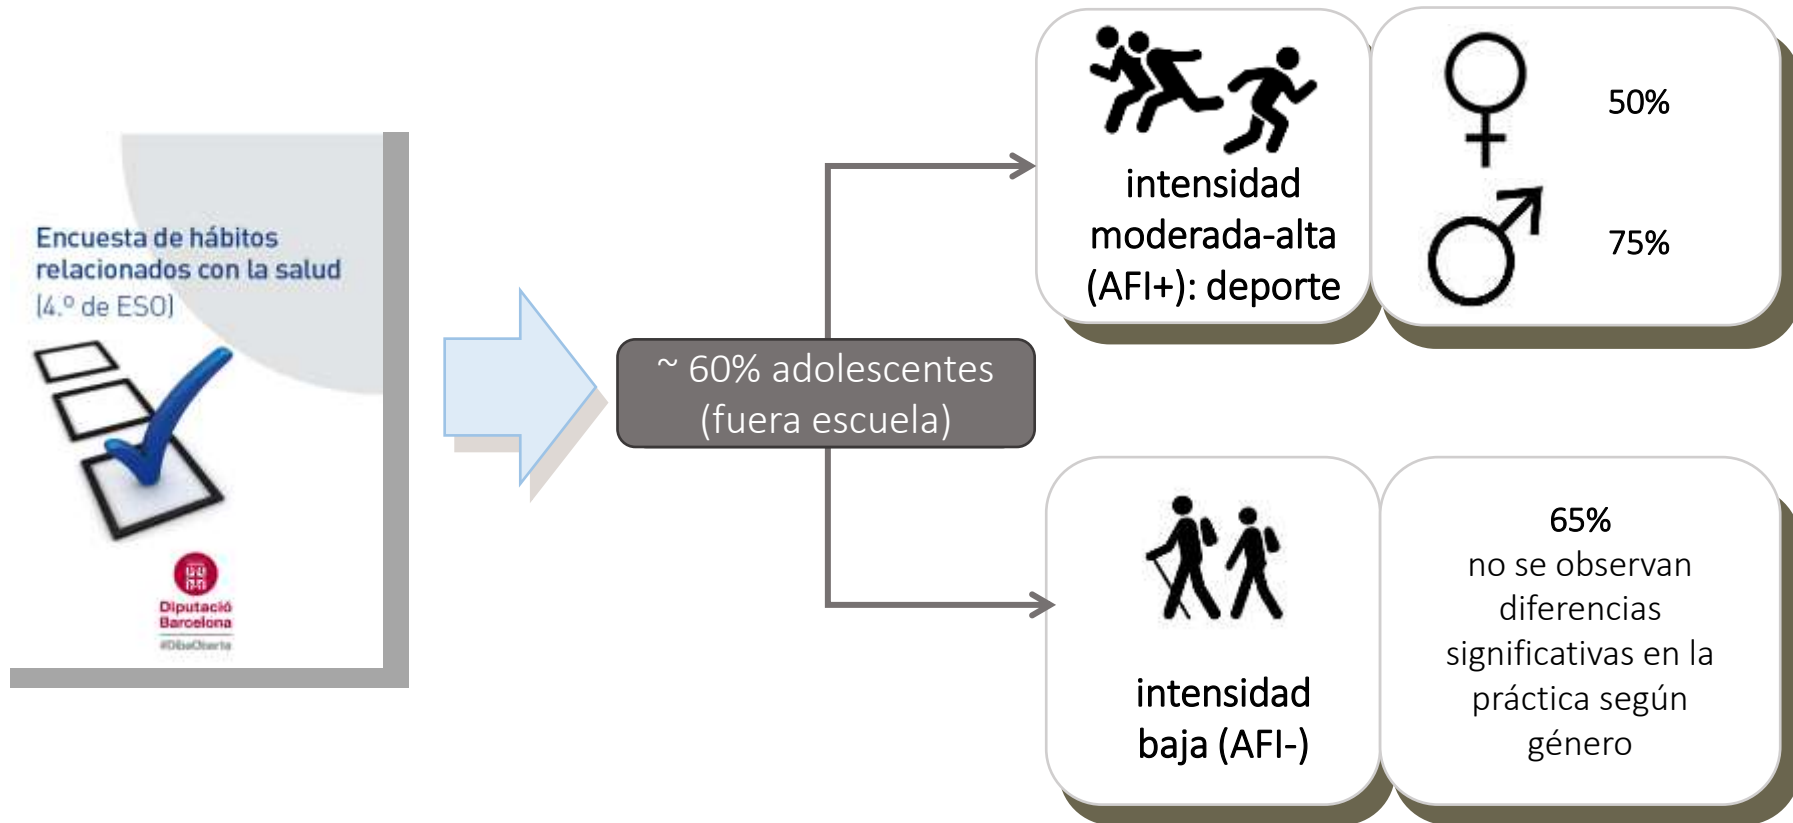 Encuesta de hábitos
relacionados con la salud
(4.º de ESO)
Diputació
Barcelona
#DibaOberta
~ 60% adolescentes
(fuera escuela)
intensidad
moderada-alta
(AFI+): deporte
50%
75%
intensidad
baja (AFI-)
65%
no se observan
diferencias
significativas en la
práctica según
género